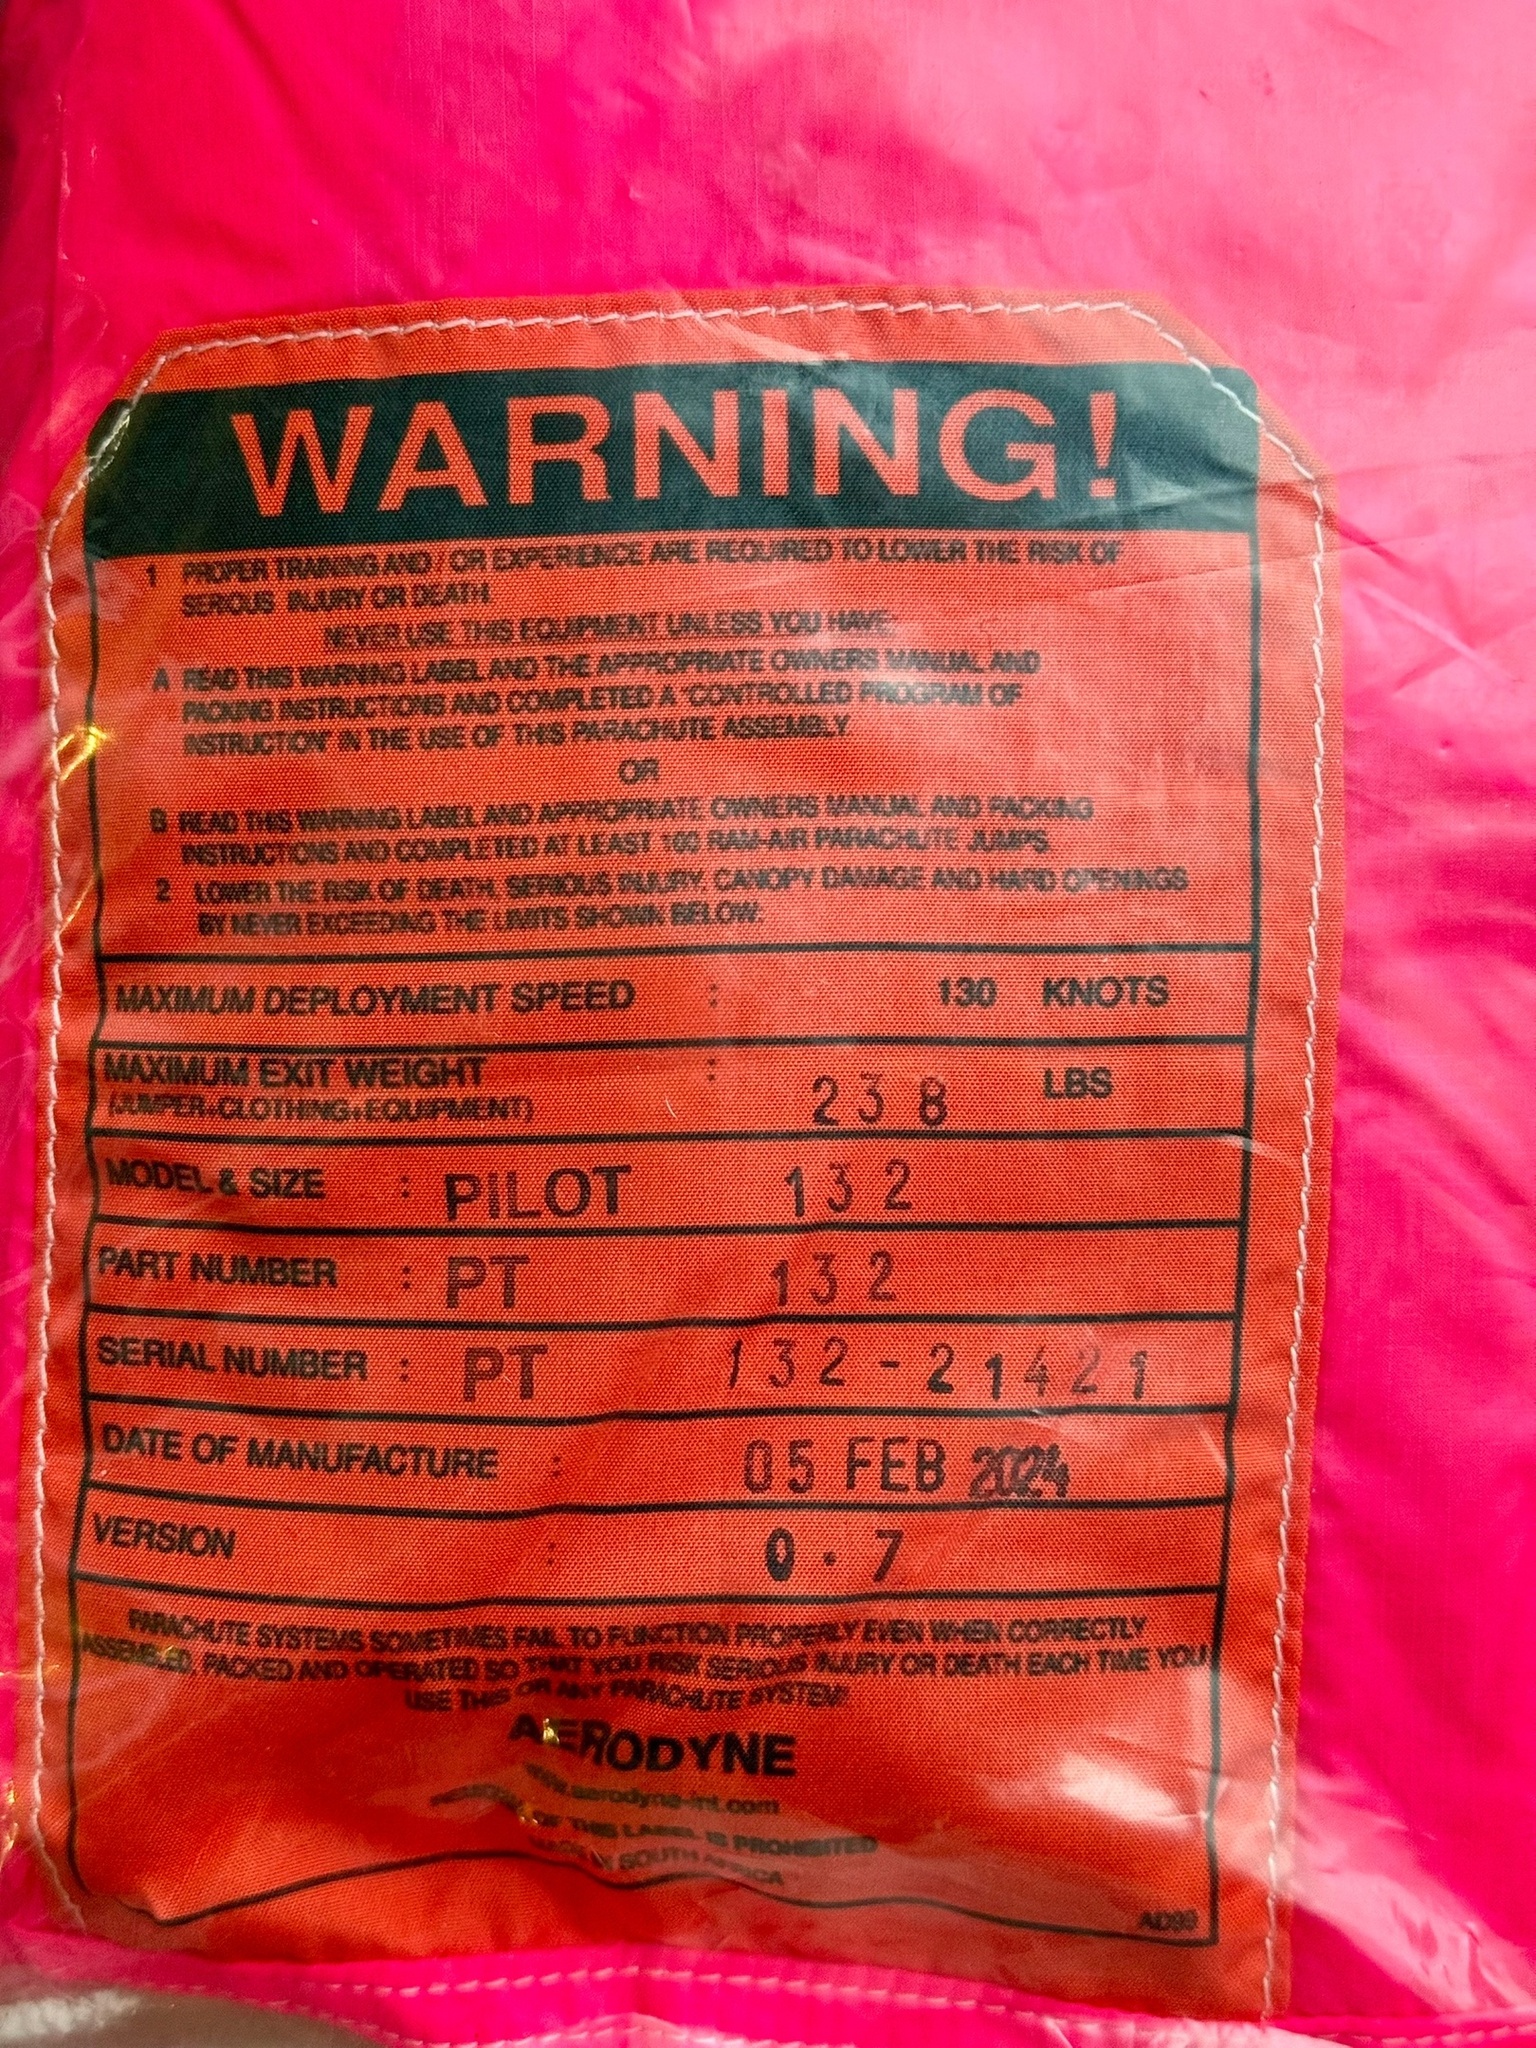 WARNING!
1 PROPER TRAINING AND / OR EXPERIENCE ARE REQUIRED TO LOWER THE RISK OF
SERIOUS INJURY OR DEATH.
NEVER USE THIS EQUIPMENT UNLESS YOU HAVE:
A READ THIS WARNING LABEL AND THE APPROPRIATE OWNERS MANUAL AND
PACKING INSTRUCTIONS AND COMPLETED A "CONTROLLED PROGRAM OF
INSTRUCTION" IN THE USE OF THIS PARACHUTE ASSEMBLY
OR
B READ THIS WARNING LABEL AND APPROPRIATE OWNERS MANUAL AND PACKING
INSTRUCTIONS AND COMPLETED AT LEAST 100 RAM-AIR PARACHUTE JUMPS.
2 LOWER THE RISK OF DEATH, SERIOUS INJURY, CANOPY DAMAGE AND HARD OPENINGS
BY NEVER EXCEEDING THE LIMITS SHOWN BELOW:
MAXIMUM DEPLOYMENT SPEED : 130 KNOTS
MAXIMUM EXIT WEIGHT : 238 LBS
(JUMPER+CLOTHING+EQUIPMENT)
MODEL & SIZE : PILOT 132
PART NUMBER : PT 132
SERIAL NUMBER : PT 132-21421
DATE OF MANUFACTURE : 05 FEB
VERSION : 0.7
PARACHUTE SYSTEMS SOMETIMES FAIL TO FUNCTION PROPERLY EVEN WHEN CORRECTLY
ASSEMBLED, PACKED AND OPERATED SO THAT YOU RISK SERIOUS INJURY OR DEATH EACH TIME YOU
USE THIS OR ANY PARACHUTE SYSTEM!
AERODYNE
www.aerodyne-int.com
OF THIS LABEL IS PROHIBITED
MADE IN SOUTH AFRICA